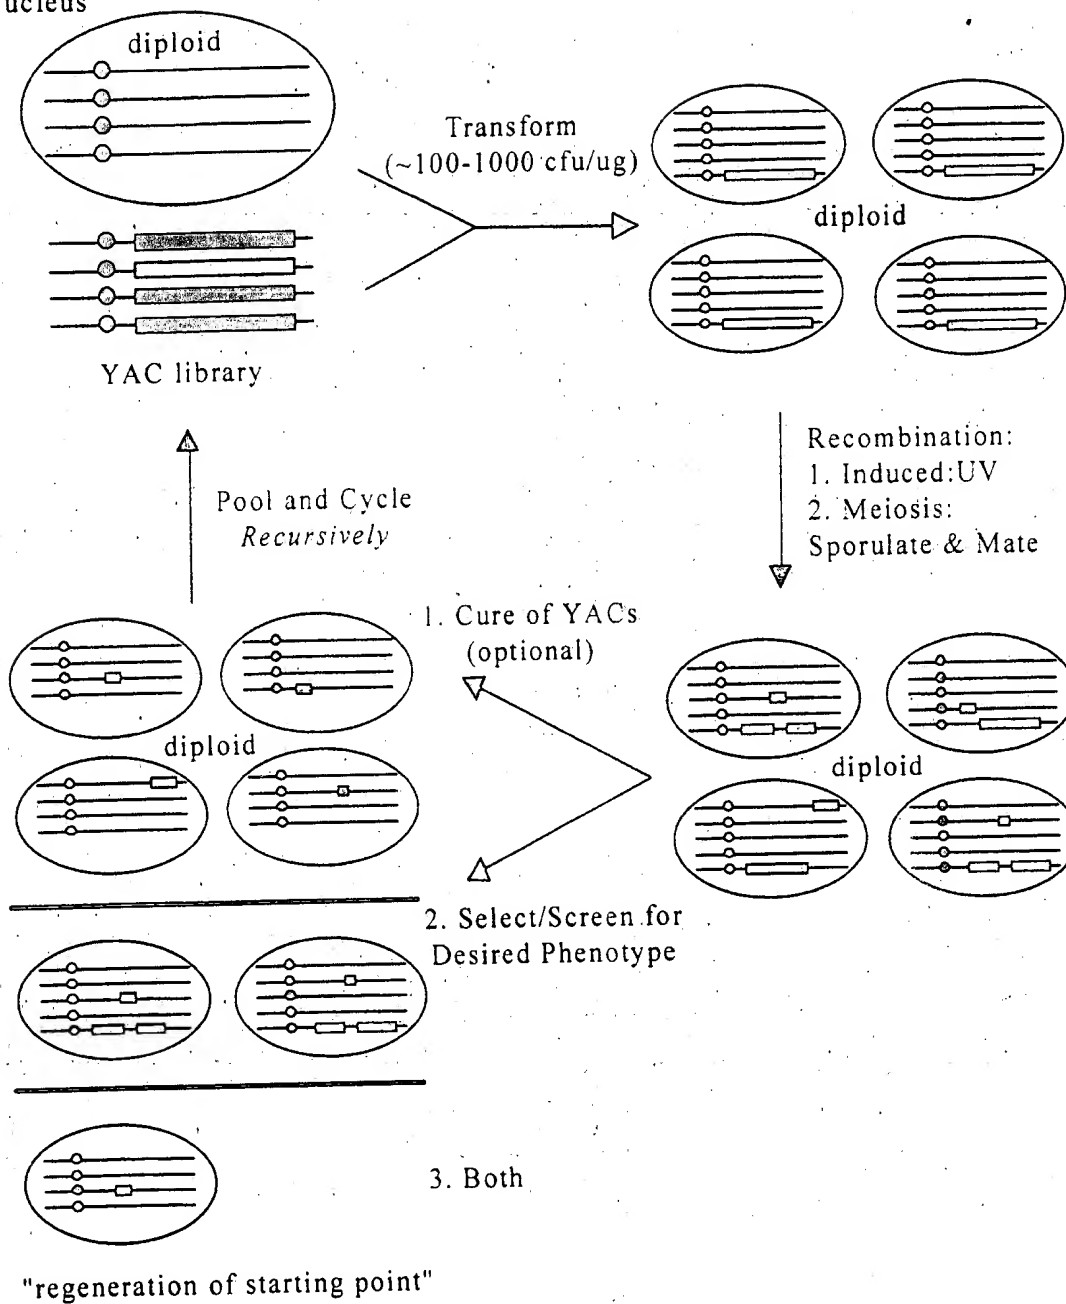 diploid
Transform
(~100-1000 cfu/ug)
diploid
YAC library
Recombination:
1. Induced:UV
2. Meiosis:
Sporulate & Mate
Pool and Cycle
Recursively
1. Cure of YACs
(optional)
diploid
diploid
2. Select/Screen for
Desired Phenotype
3. Both
"regeneration of starting point"